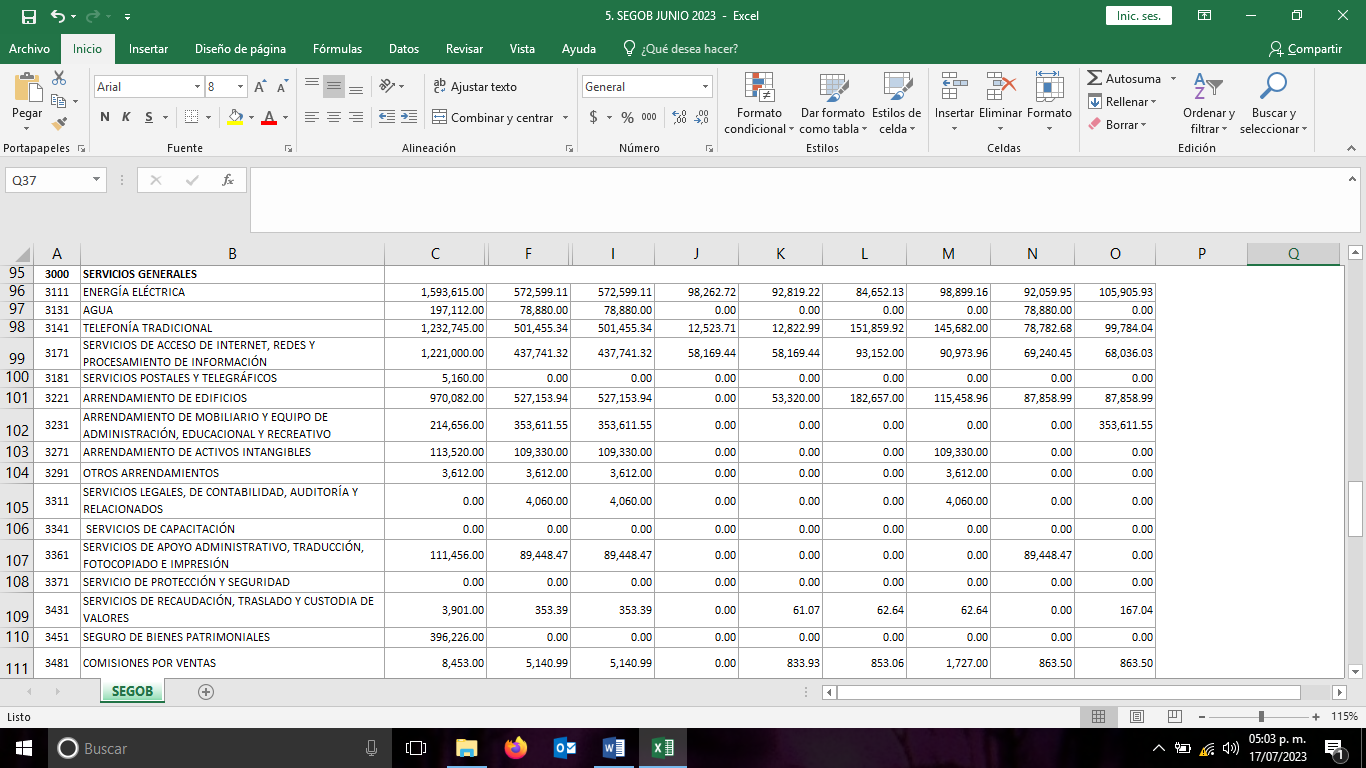 5. SEGOB JUNIO 2023 - Excel
Inic. ses.
Archivo Inicio Insertar Diseño de página Fórmulas Datos Revisar Vista Ayuda ¿Qué desea hacer? Compartir
Pegar
Arial 8
N K S
Ajustar texto
Combinar y centrar
General
$ % 000
Formato condicional
Dar formato como tabla
Estilos de celda
Insertar Eliminar Formato
Autosuma
Rellenar
Borrar
Ordenar y filtrar
Buscar y seleccionar
Portapapeles Fuente Alineación Número Estilos Celdas Edición
Q37 fx
A B C F I J K L M N O P Q
95 3000 SERVICIOS GENERALES
96 3111 ENERGÍA ELÉCTRICA 1,593,615.00 572,599.11 572,599.11 98,262.72 92,819.22 84,652.13 98,899.16 92,059.95 105,905.93
97 3131 AGUA 197,112.00 78,880.00 78,880.00 0.00 0.00 0.00 0.00 78,880.00 0.00
98 3141 TELEFONÍA TRADICIONAL 1,232,745.00 501,455.34 501,455.34 12,523.71 12,822.99 151,859.92 145,682.00 78,782.68 99,784.04
99 3171 SERVICIOS DE ACCESO DE INTERNET, REDES Y
PROCESAMIENTO DE INFORMACIÓN 1,221,000.00 437,741.32 437,741.32 58,169.44 58,169.44 93,152.00 90,973.96 69,240.45 68,036.03
100 3181 SERVICIOS POSTALES Y TELEGRÁFICOS 5,160.00 0.00 0.00 0.00 0.00 0.00 0.00 0.00 0.00
101 3221 ARRENDAMIENTO DE EDIFICIOS 970,082.00 527,153.94 527,153.94 0.00 53,320.00 182,657.00 115,458.96 87,858.99 87,858.99
102 3231 ARRENDAMIENTO DE MOBILIARIO Y EQUIPO DE
ADMINISTRACIÓN, EDUCACIONAL Y RECREATIVO 214,656.00 353,611.55 353,611.55 0.00 0.00 0.00 0.00 0.00 353,611.55
103 3271 ARRENDAMIENTO DE ACTIVOS INTANGIBLES 113,520.00 109,330.00 109,330.00 0.00 0.00 0.00 109,330.00 0.00 0.00
104 3291 OTROS ARRENDAMIENTOS 3,612.00 3,612.00 3,612.00 0.00 0.00 0.00 3,612.00 0.00 0.00
105 3311 SERVICIOS LEGALES, DE CONTABILIDAD, AUDITORÍA Y
RELACIONADOS 0.00 4,060.00 4,060.00 0.00 0.00 0.00 4,060.00 0.00 0.00
106 3341 SERVICIOS DE CAPACITACIÓN 0.00 0.00 0.00 0.00 0.00 0.00 0.00 0.00 0.00
107 3361 SERVICIOS DE APOYO ADMINISTRATIVO, TRADUCCIÓN,
FOTOCOPIADO E IMPRESIÓN 111,456.00 89,448.47 89,448.47 0.00 0.00 0.00 0.00 89,448.47 0.00
108 3371 SERVICIO DE PROTECCIÓN Y SEGURIDAD 0.00 0.00 0.00 0.00 0.00 0.00 0.00 0.00 0.00
109 3431 SERVICIOS DE RECAUDACIÓN, TRASLADO Y CUSTODIA DE
VALORES 3,901.00 353.39 353.39 0.00 61.07 62.64 62.64 0.00 167.04
110 3451 SEGURO DE BIENES PATRIMONIALES 396,226.00 0.00 0.00 0.00 0.00 0.00 0.00 0.00 0.00
111 3481 COMISIONES POR VENTAS 8,453.00 5,140.99 5,140.99 0.00 833.93 853.06 1,727.00 863.50 863.50
SEGOB
Listo
115%
Buscar
05:03 p. m.
17/07/2023
1